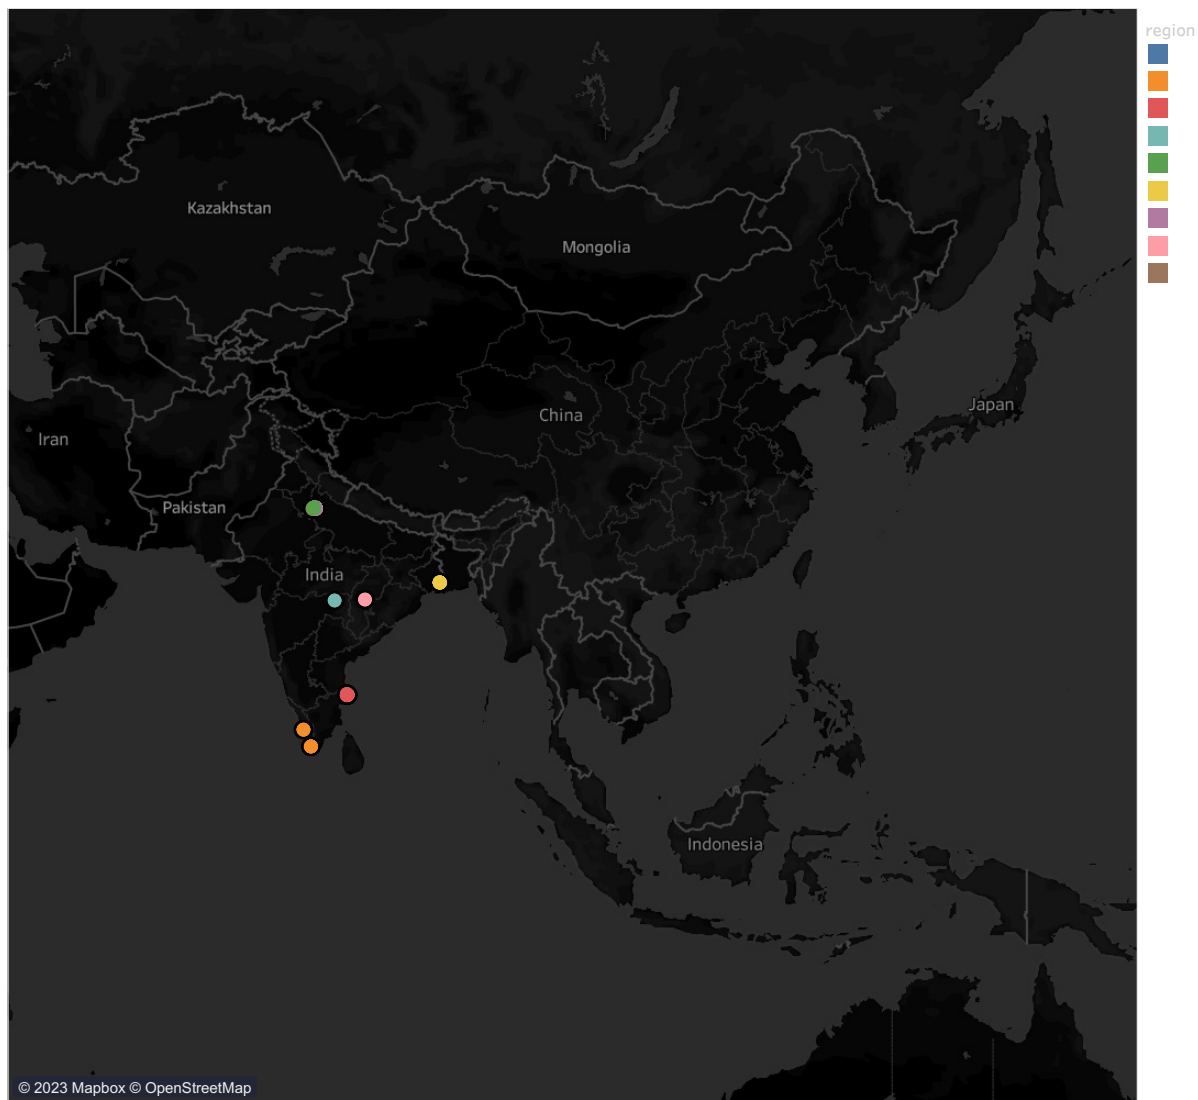 region
Kazakhstan
Mongolia
China
Japan
Iran
Pakistan
India
Indonesia
© 2023 Mapbox © OpenStreetMap